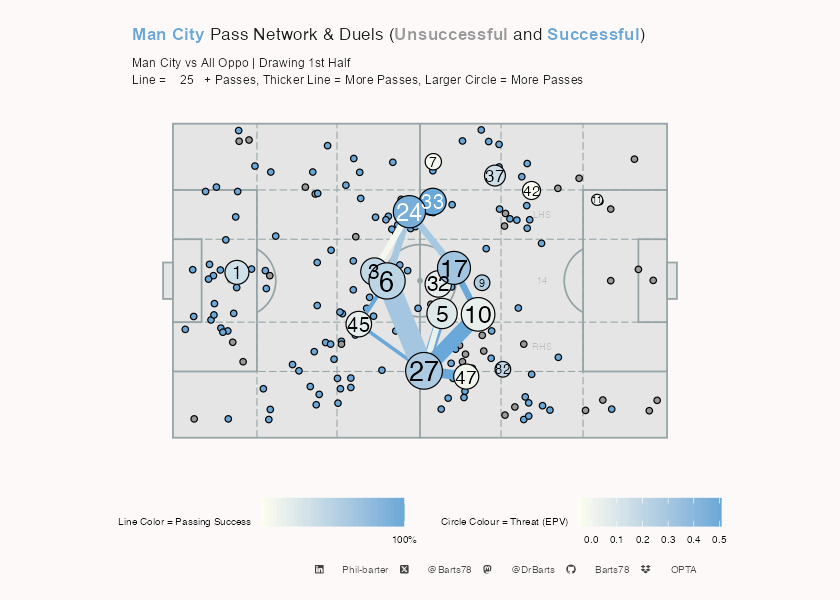 Man City Pass Network & Duels (Unsuccessful and Successful)
Man City vs All Oppo | Drawing 1st Half
Line = 25 + Passes, Thicker Line = More Passes, Larger Circle = More Passes
7
37
42
11
33
24
LHS
1
3
6
17
32
9
14
45
5
10
RHS
27
47
82
Line Color = Passing Success
100%
Circle Colour = Threat (EPV)
0.0 0.1 0.2 0.3 0.4 0.5
Phil-barter @Barts78 @DrBarts Barts78 OPTA